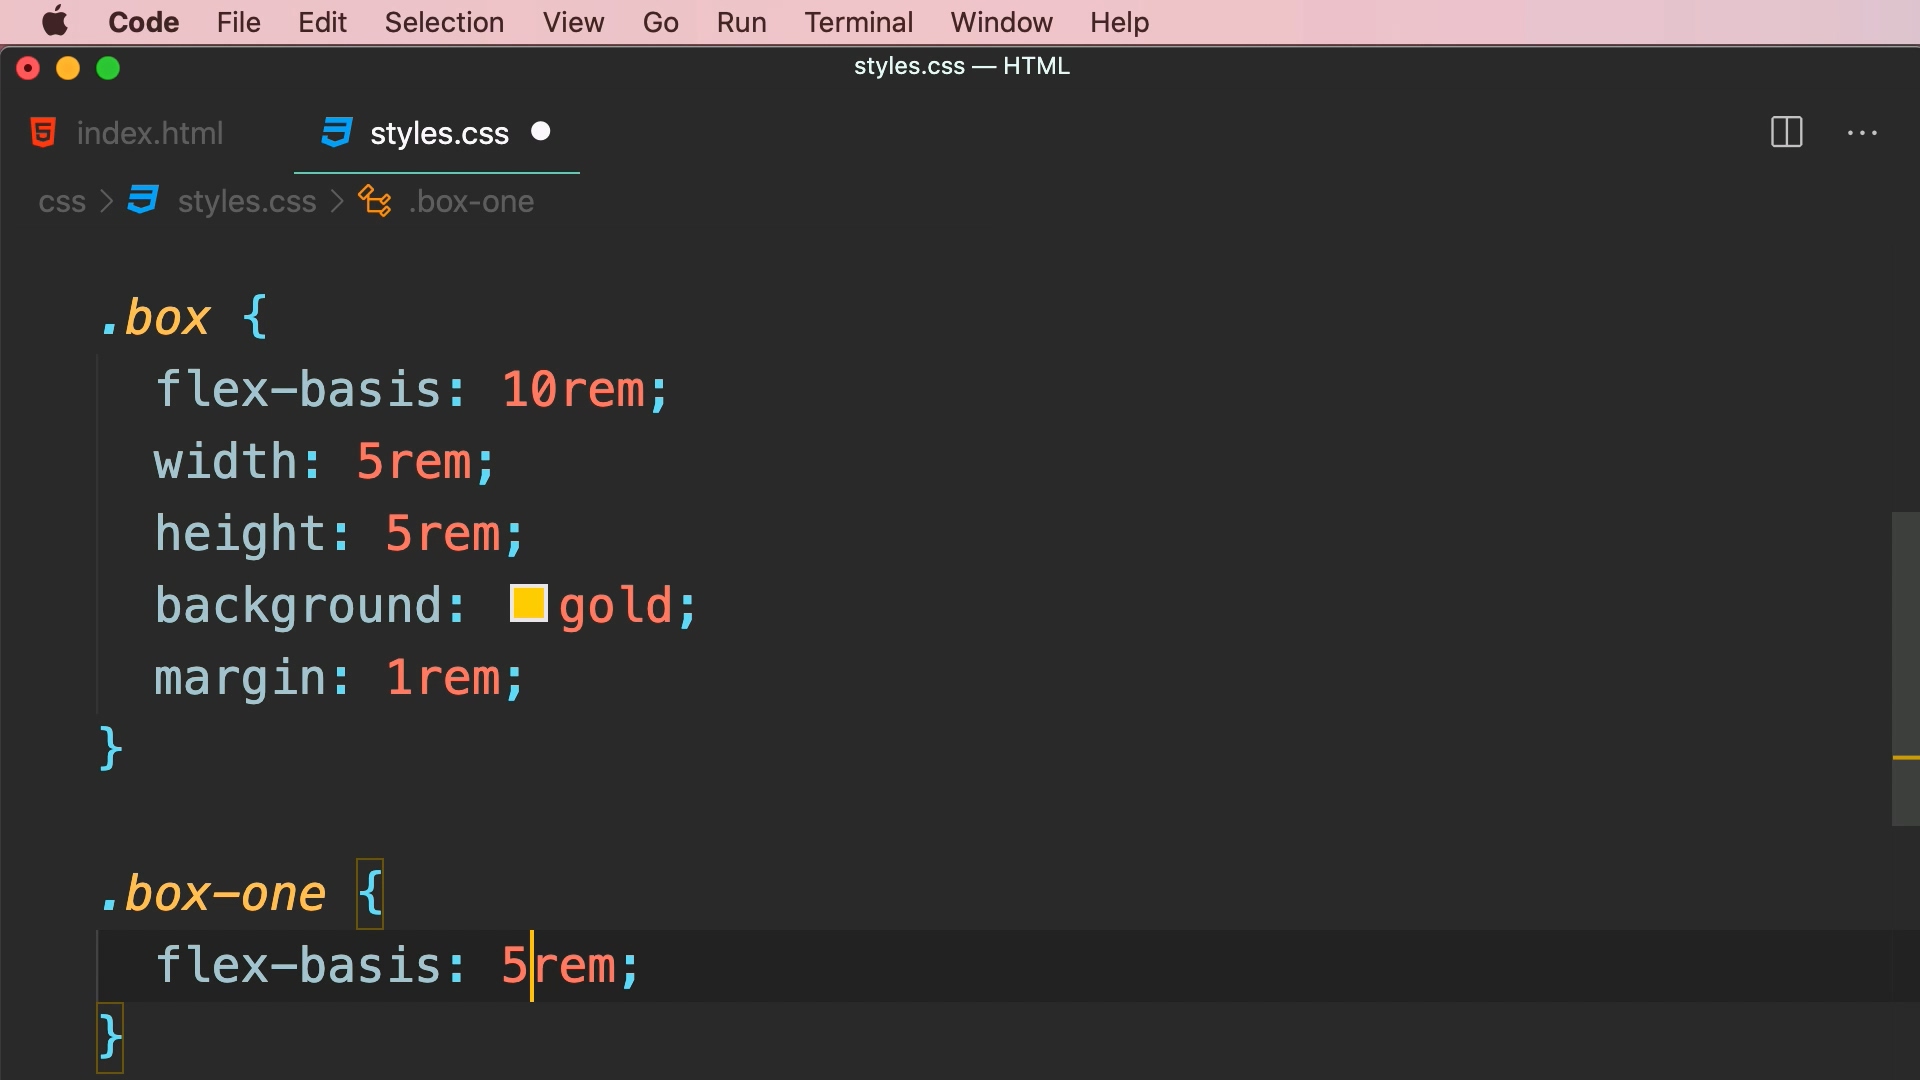 Code File Edit Selection View Go Run Terminal Window Help
styles.css — HTML
index.html styles.css
css > styles.css > .box-one
.box {
flex-basis: 10rem;
width: 5rem;
height: 5rem;
background: gold;
margin: 1rem;
}
.box-one {
flex-basis: 5rem;
}